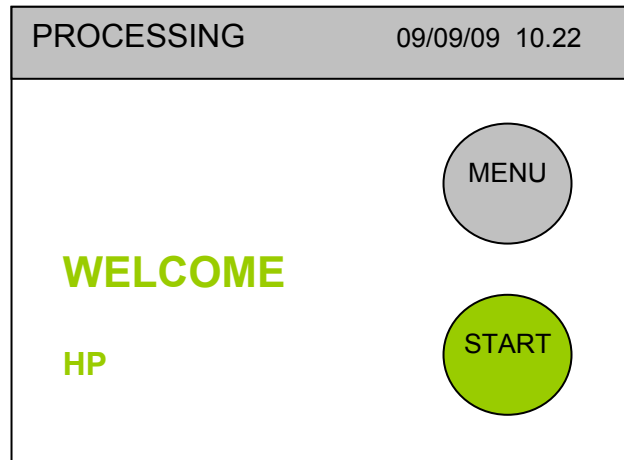 PROCESSING 09/09/09 10.22
MENU
WELCOME
START
HP